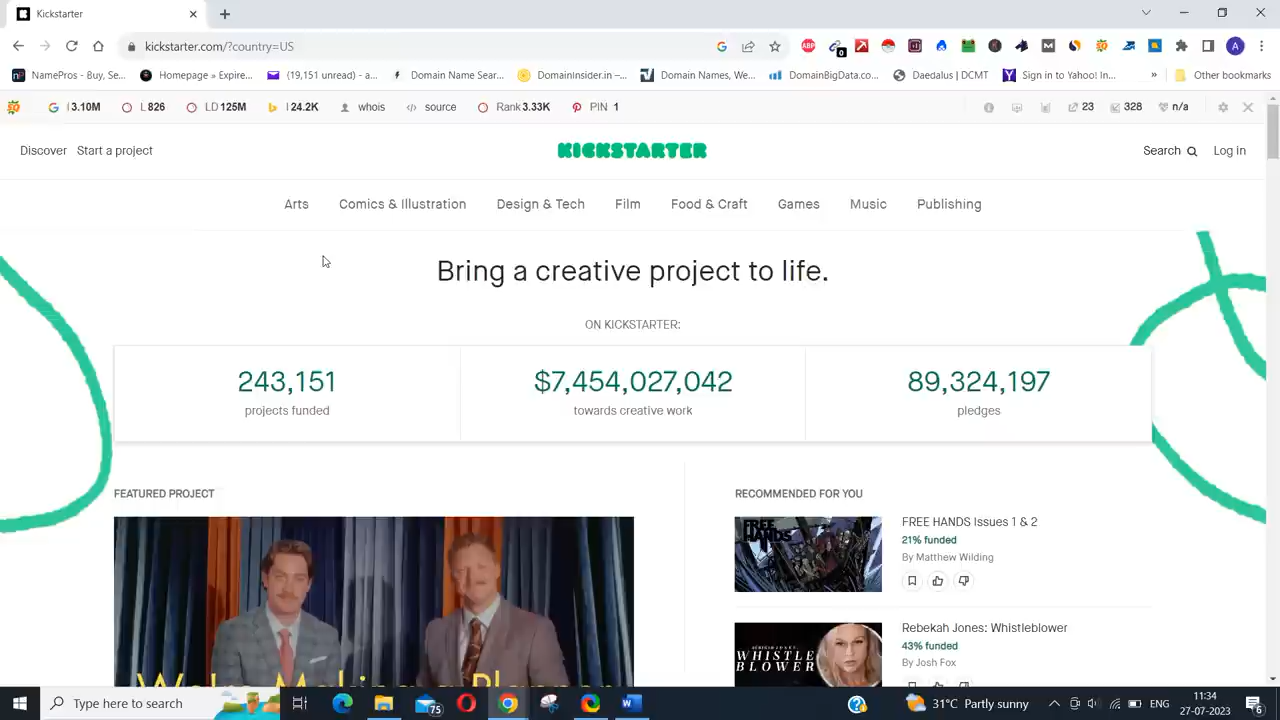 Kickstarter
kickstarter.com/?country=US
NamePros - Buy, Se...
Homepage » Expire...
(19,151 unread) - a...
Domain Name Sear...
DomainInsider.in –...
Domain Names, We...
DomainBigData.co...
Daedalus | DCMT
Sign in to Yahoo! In...
»
Other bookmarks
I 3.10M
L 826
LD 125M
I 24.2K
whois
source
Rank 3.33K
PIN 1
23
328
n/a
Discover Start a project
KICKSTARTER
Search
Log in
Arts
Comics & Illustration
Design & Tech
Film
Food & Craft
Games
Music
Publishing
Bring a creative project to life.
ON KICKSTARTER:
243,151
projects funded
$7,454,027,042
towards creative work
89,324,197
pledges
FEATURED PROJECT
RECOMMENDED FOR YOU
FREE HANDS
FREE HANDS Issues 1 & 2
21% funded
By Matthew Wilding
WHISTLE
BLOWER
Rebekah Jones: Whistleblower
43% funded
By Josh Fox
Type here to search
75
31°C Partly sunny
ENG
11:34
27-07-2023
6